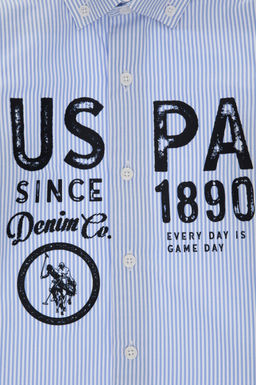 US PA
SINCE 1890
Denim Co.
EVERY DAY IS
GAME DAY